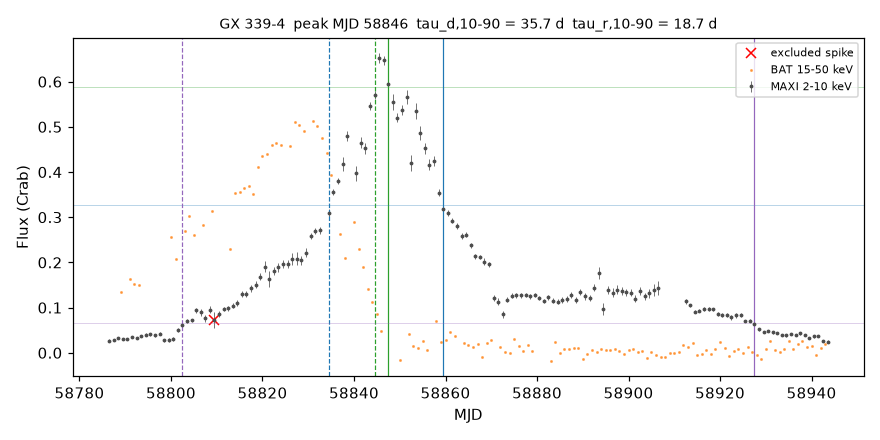 GX 339-4 peak MJD 58846 tau_d,10-90 = 35.7 d tau_r,10-90 = 18.7 d
excluded spike
BAT 15-50 keV
MAXI 2-10 keV
Flux (Crab)
0.6
0.5
0.4
0.3
0.2
0.1
0.0
58780 58800 58820 58840 58860 58880 58900 58920 58940
MJD